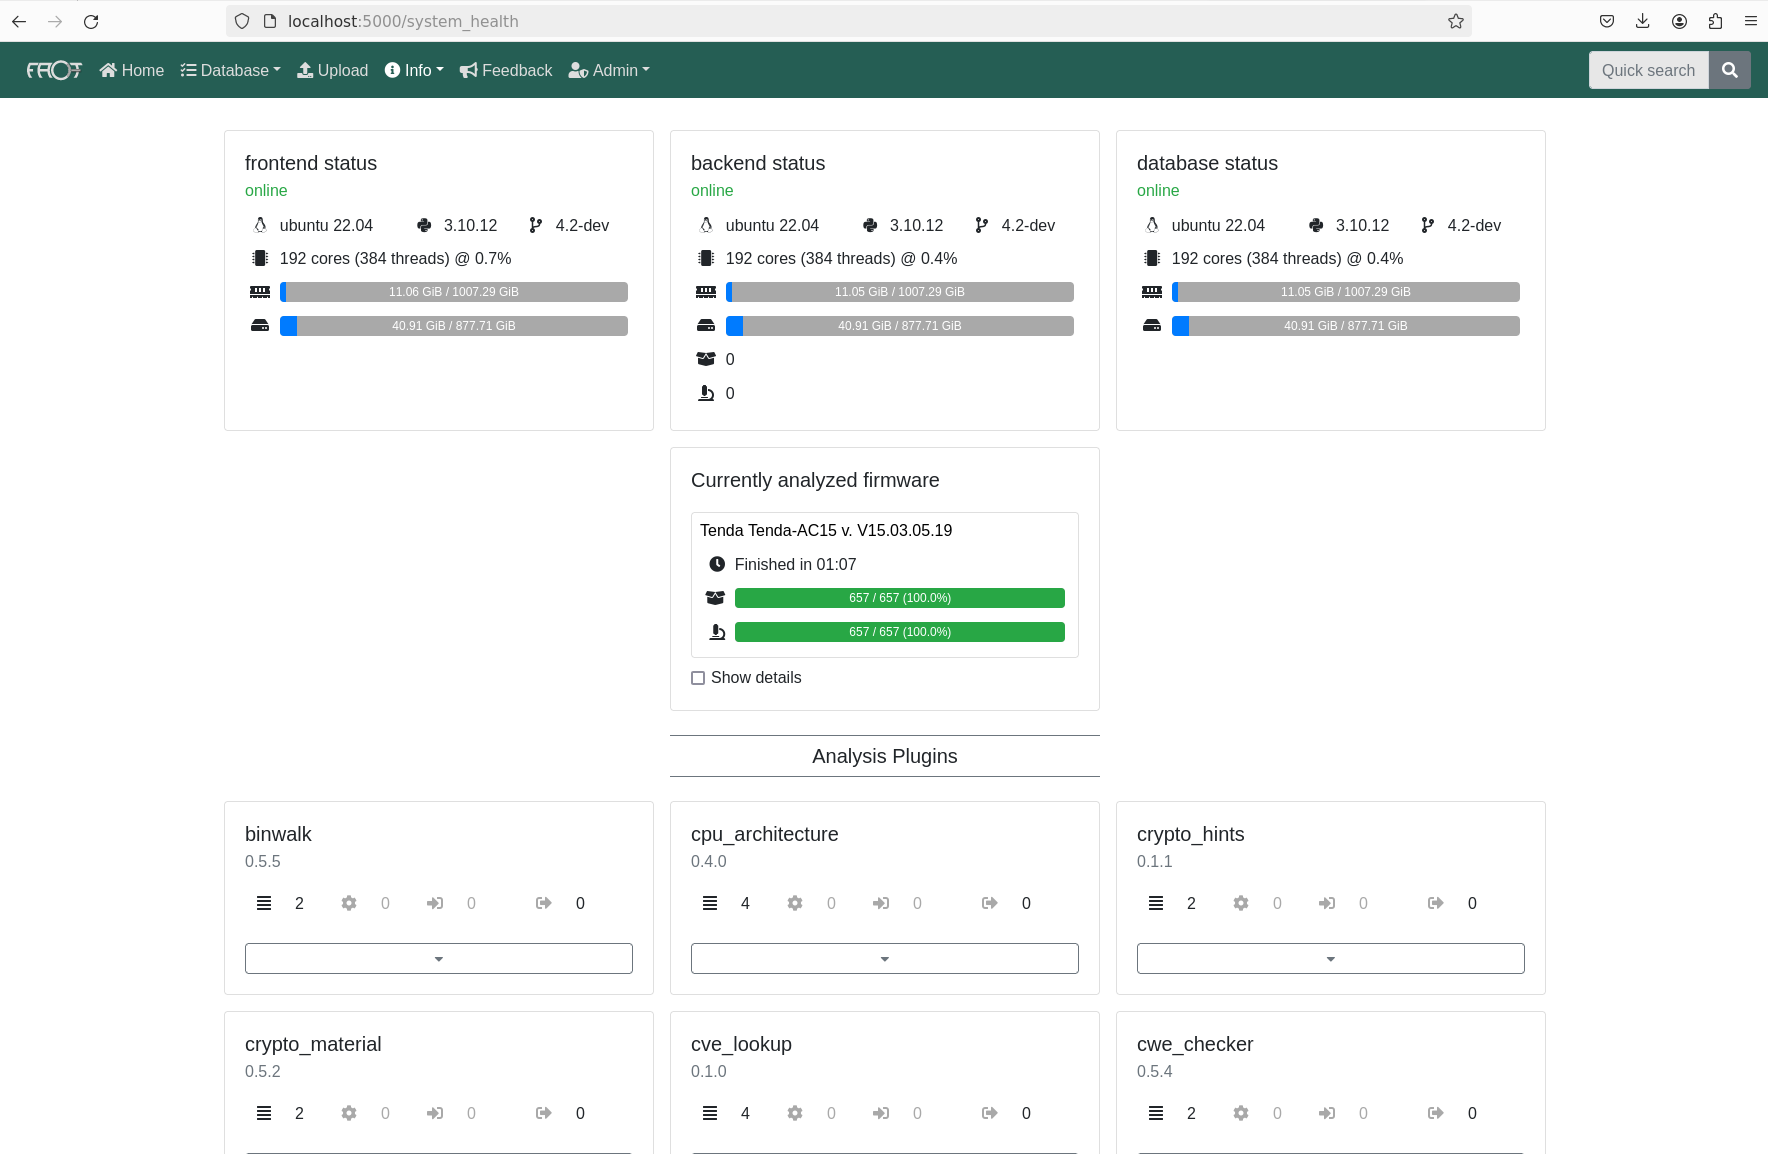 localhost:5000/system_health
FACT Home Database Upload Info Feedback Admin Quick search
frontend status
online
ubuntu 22.04 3.10.12 4.2-dev
192 cores (384 threads) @ 0.7%
11.06 GiB / 1007.29 GiB
40.91 GiB / 877.71 GiB
backend status
online
ubuntu 22.04 3.10.12 4.2-dev
192 cores (384 threads) @ 0.4%
11.05 GiB / 1007.29 GiB
40.91 GiB / 877.71 GiB
0
0
database status
online
ubuntu 22.04 3.10.12 4.2-dev
192 cores (384 threads) @ 0.4%
11.05 GiB / 1007.29 GiB
40.91 GiB / 877.71 GiB
Currently analyzed firmware
Tenda Tenda-AC15 v. V15.03.05.19
Finished in 01:07
657 / 657 (100.0%)
657 / 657 (100.0%)
Show details
Analysis Plugins
binwalk
0.5.5
2 0 0 0
cpu_architecture
0.4.0
4 0 0 0
crypto_hints
0.1.1
2 0 0 0
crypto_material
0.5.2
2 0 0 0
cve_lookup
0.1.0
4 0 0 0
cwe_checker
0.5.4
2 0 0 0